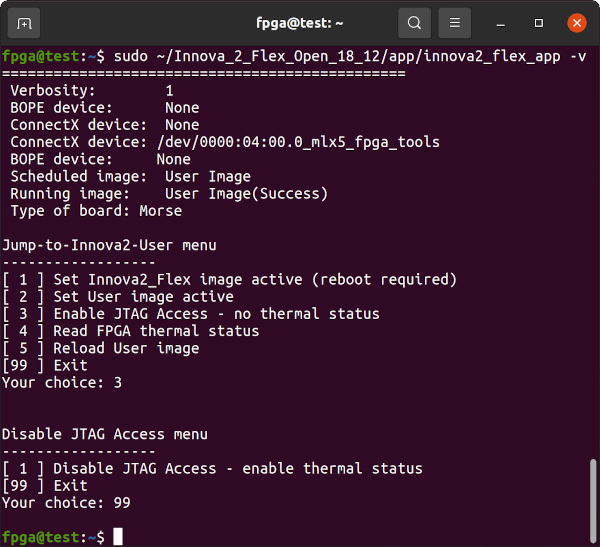 fpga@test: ~
fpga@test:~$ sudo ~/Innova_2_Flex_Open_18_12/app/innova2_flex_app -v
===============================================
Verbosity:        1
BOPE device:      None
ConnectX device:  None
ConnectX device: /dev/0000:04:00.0_mlx5_fpga_tools
BOPE device:     None
Scheduled image:  User Image
Running image:    User Image(Success)
Type of board: Morse
Jump-to-Innova2-User menu
------------------
[ 1 ] Set Innova2_Flex image active (reboot required)
[ 2 ] Set User image active
[ 3 ] Enable JTAG Access - no thermal status
[ 4 ] Read FPGA thermal status
[ 5 ] Reload User image
[99 ] Exit
Your choice: 3
Disable JTAG Access menu
------------------
[ 1 ] Disable JTAG Access - enable thermal status
[99 ] Exit
Your choice: 99
fpga@test:~$